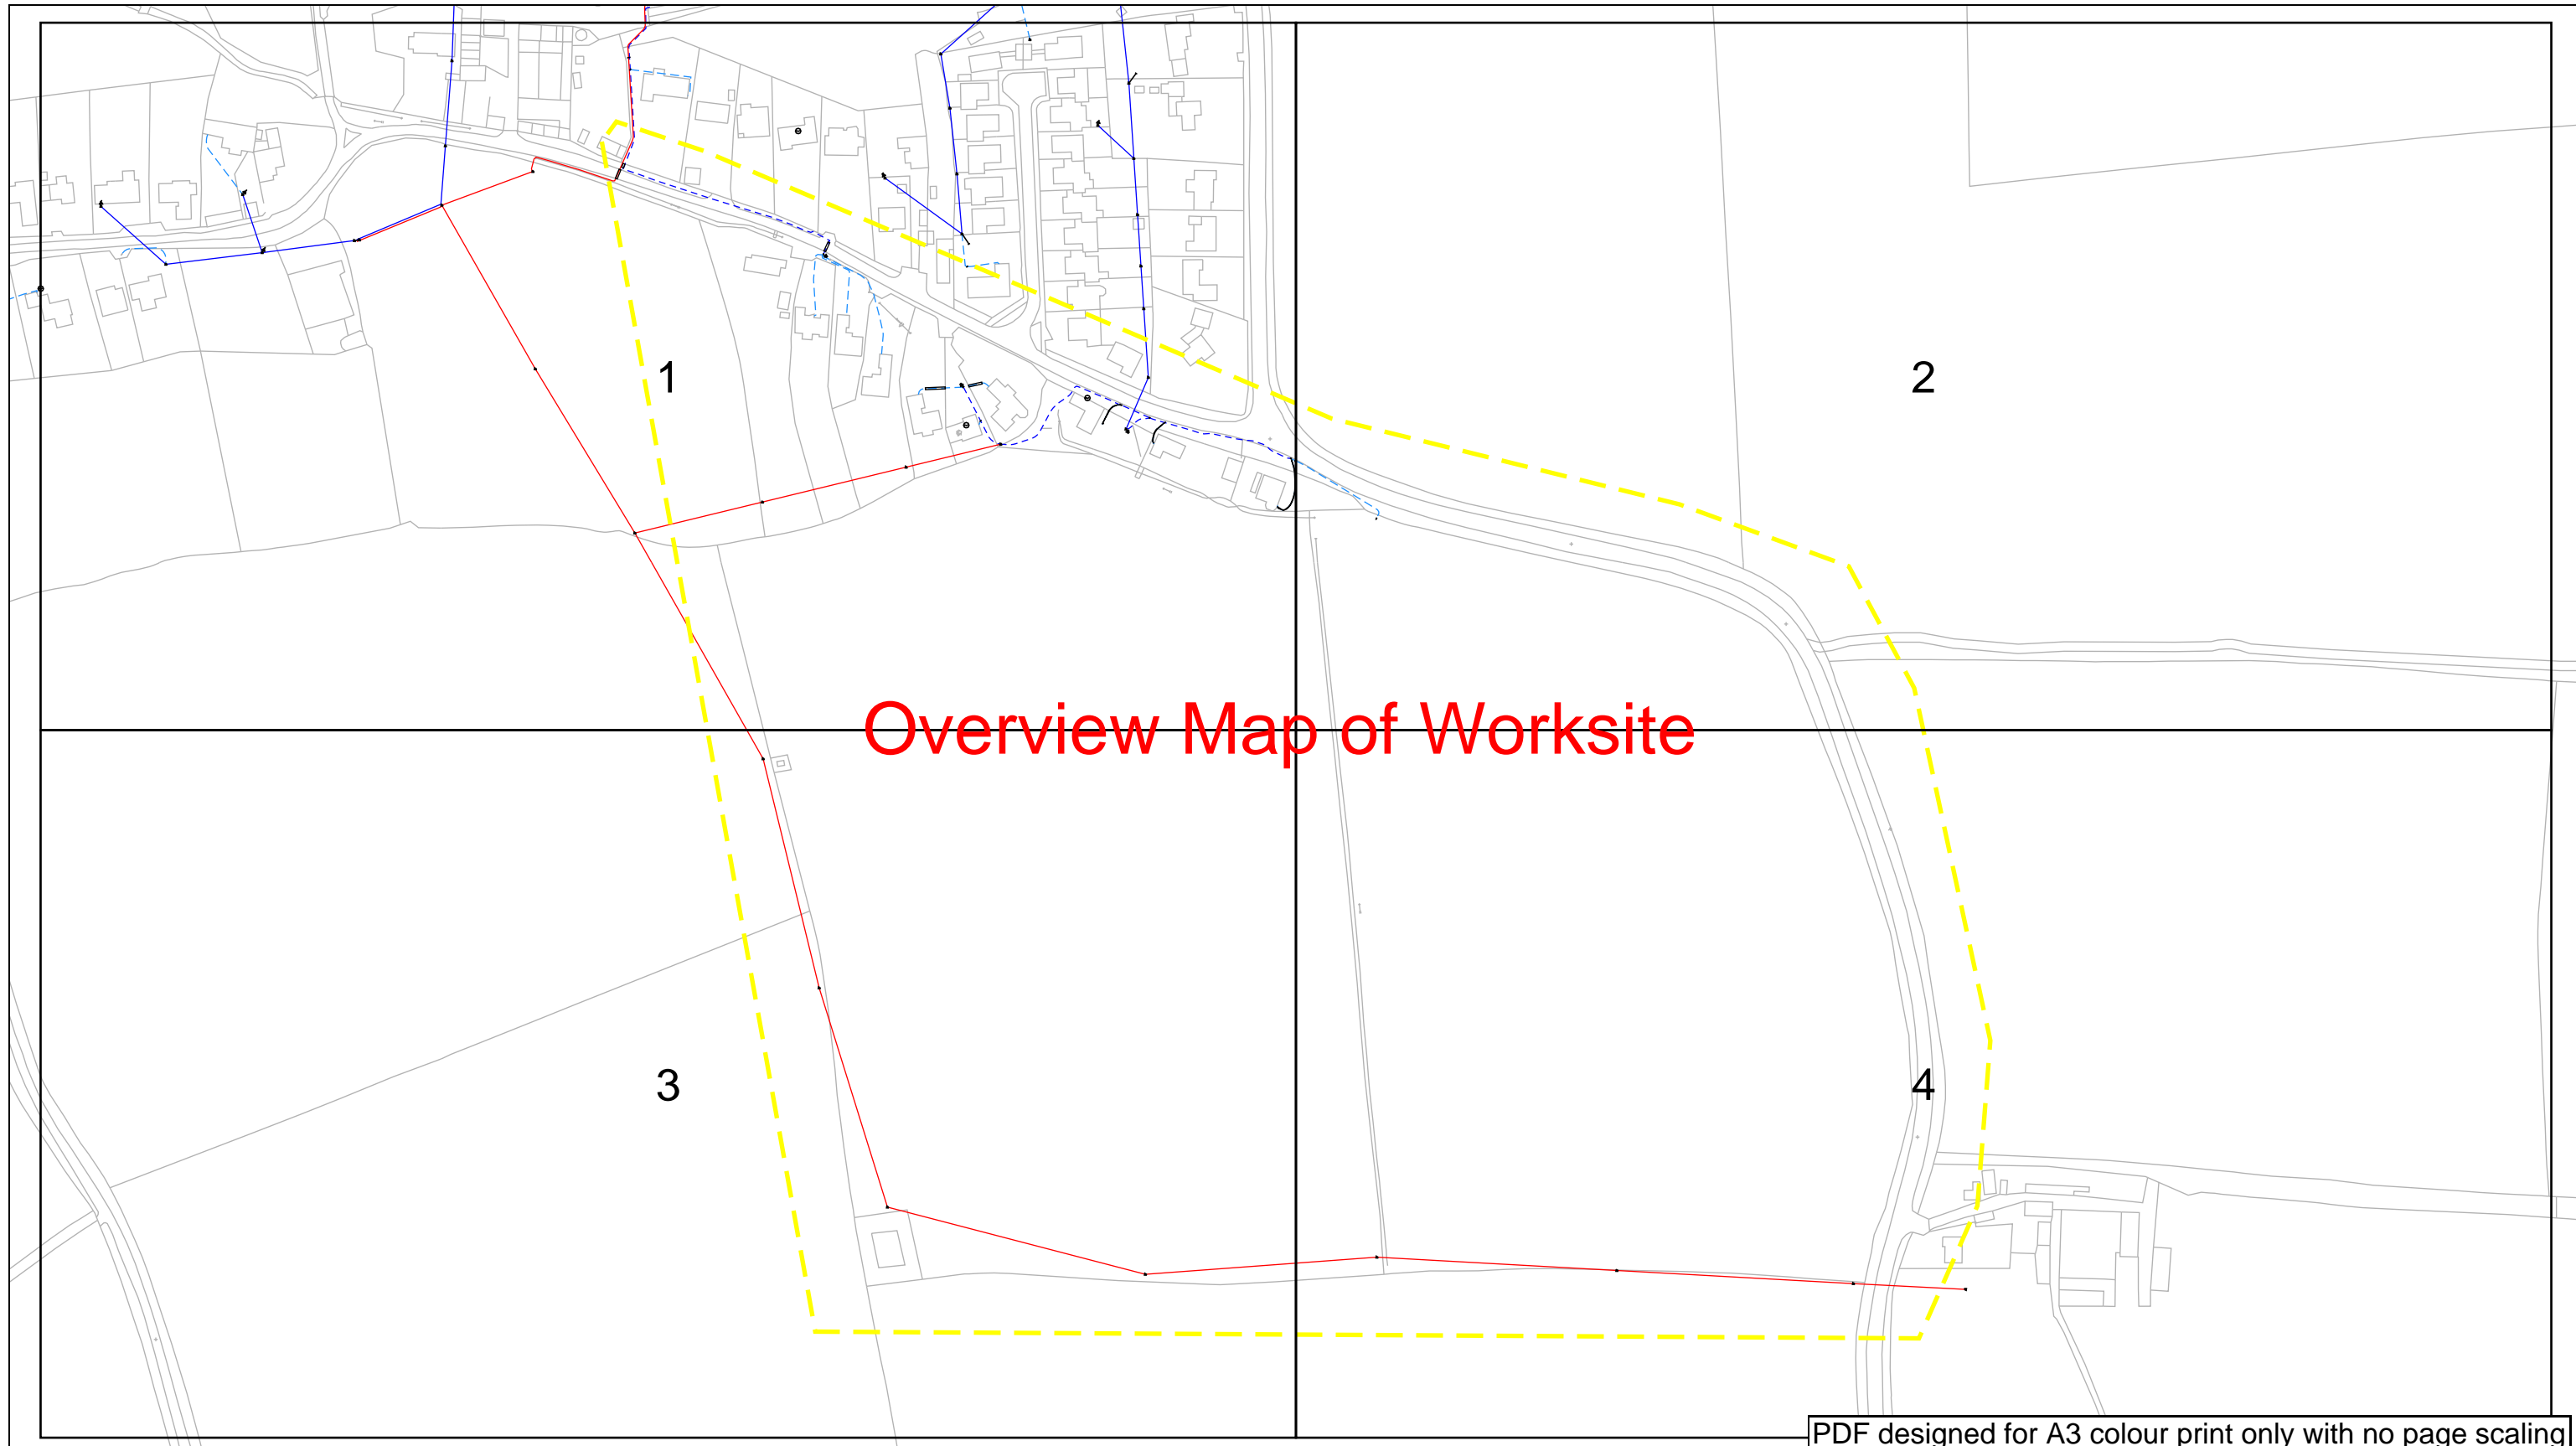 1
2
Overview Map of Worksite
3
4
PDF designed for A3 colour print only with no page scaling